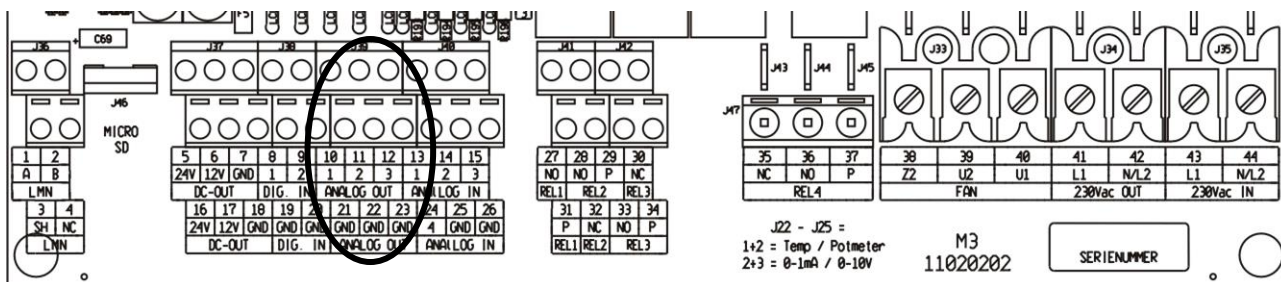 F5
J36 C69 J37 J38 J39 J40 J41 J42 J43 J44 J45 J33 J34 J35
J46
J47
MICRO
SD
1 2 5 6 7 8 9 10 11 12 13 14 15 27 28 29 30 35 36 37 38 39 40 41 42 43 44
A B 24V 12V GND 1 2 1 2 3 1 2 3 NO NO P NC NC NO P Z2 U2 U1 L1 N/L2 L1 N/L2
LMN DC-OUT DIG. IN ANALOG OUT ANALOG IN REL1 REL2 REL3 REL4 FAN 230Vac OUT 230Vac IN
3 4 16 17 18 19 20 21 22 23 24 25 26 31 32 33 34
SH NC 24V 12V GND GND GND GND GND GND 4 GND GND P NC NO P
LMN DC-OUT DIG. IN ANALOG OUT ANALOG IN REL1 REL2 REL3
J22 - J25 =
1+2 = Temp / Potmeter
2+3 = 0-1mA / 0-10V
M3
11020202
SERIENUMMER